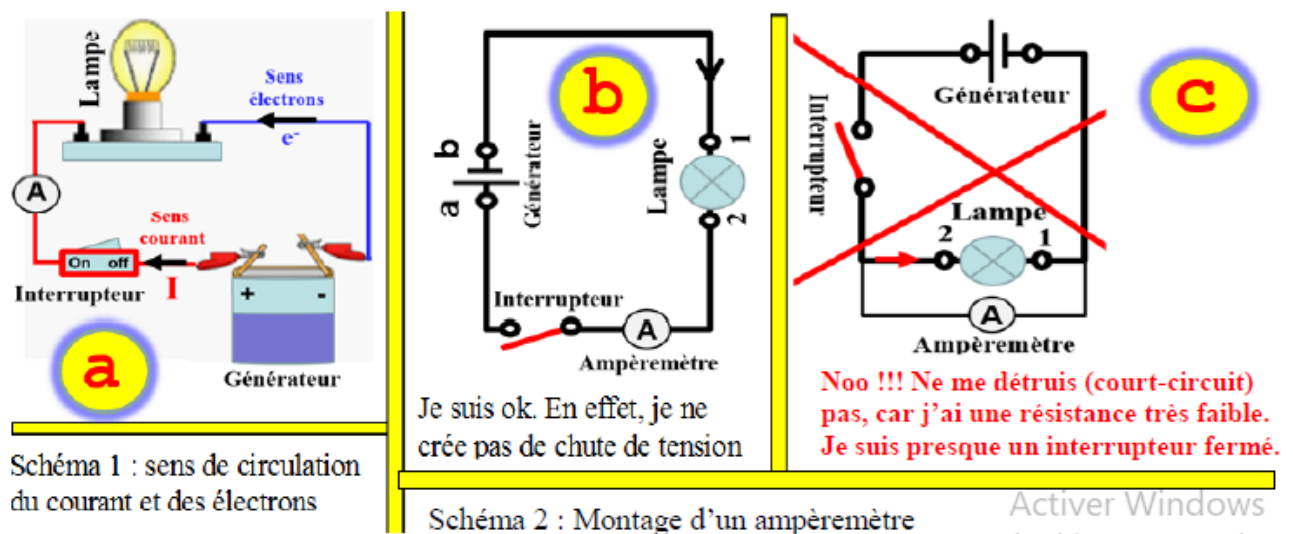 Lampe
Sens
électrons
e-
A
Sens
courant
On off
I
Interrupteur
+ -
a
Générateur
Schéma 1 : sens de circulation
du courant et des électrons
b
b
a
Générateur
Lampe
1
2
Interrupteur
A
Ampèremètre
Je suis ok. En effet, je ne
crée pas de chute de tension
c
Générateur
Interrupteur
Lampe
2 1
A
Ampèremètre
Noo !!! Ne me détruis (court-circuit)
pas, car j’ai une résistance très faible.
Je suis presque un interrupteur fermé.
Schéma 2 : Montage d’un ampèremètre
Activer Windows